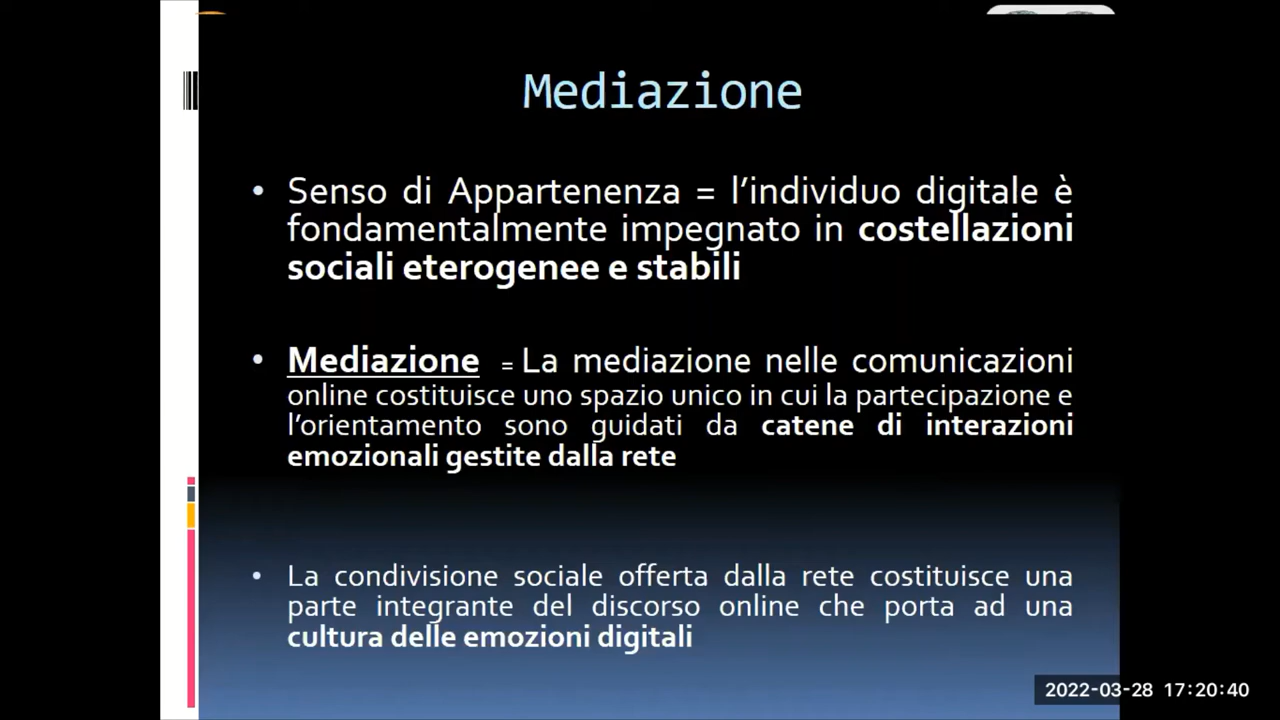 Mediazione
• Senso di Appartenenza = l’individuo digitale è
fondamentalmente impegnato in costellazioni
sociali eterogenee e stabili
• Mediazione = La mediazione nelle comunicazioni
online costituisce uno spazio unico in cui la partecipazione e
l’orientamento sono guidati da catene di interazioni
emozionali gestite dalla rete
• La condivisione sociale offerta dalla rete costituisce una
parte integrante del discorso online che porta ad una
cultura delle emozioni digitali
2022-03-28 17:20:40